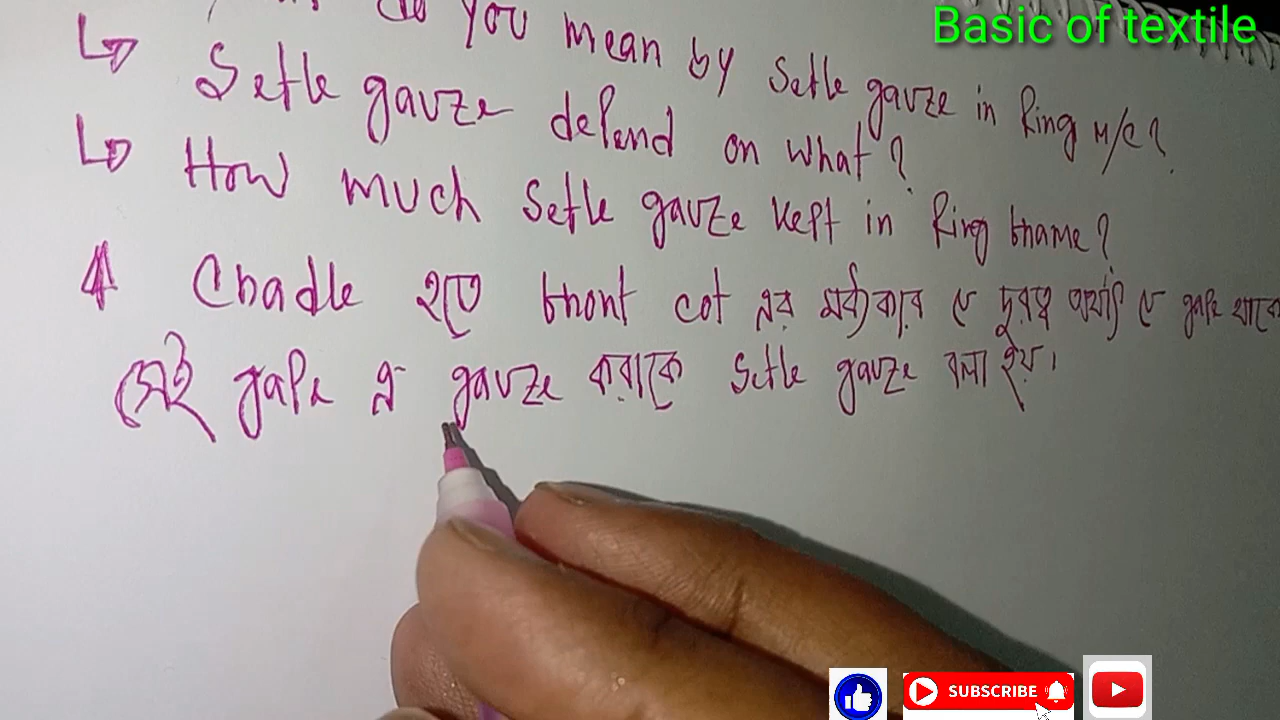 Basic of textile
do you mean by Setle gauze in Ring M/C?
Setle gauze depend on what?
How much Setle gauze kept in Ring frame?
Cradle হতে front cot এর মধ্যকার যে দুরত্ব অর্থাৎ যে gape থাকে
সেই gape এ gauze করাকে Setle gauze বলা হয়।
SUBSCRIBE